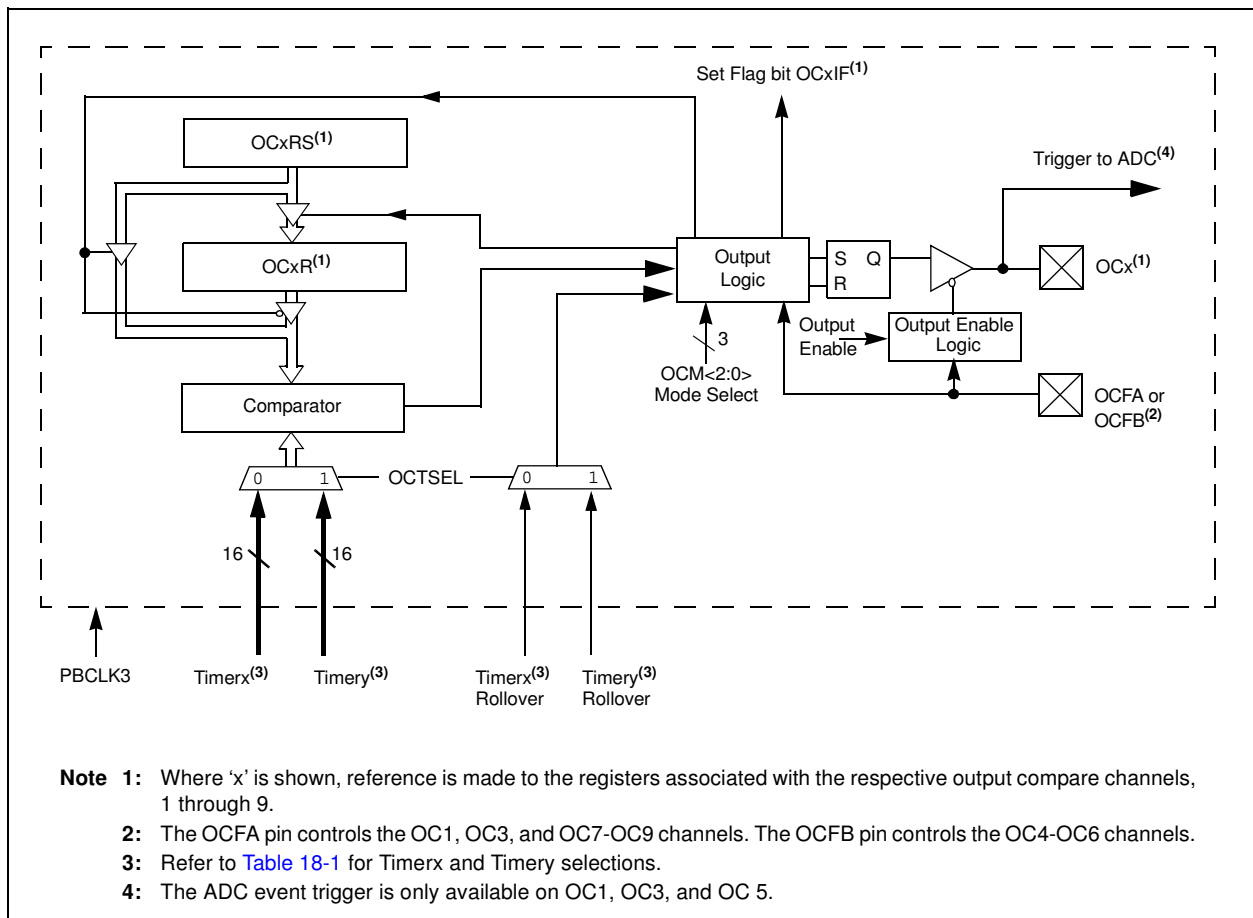 Set Flag bit OCxIF(1)
OCxRS(1)
Trigger to ADC(4)
OCxR(1)
Output
Logic
S Q
R
OCx(1)
Output
Enable
Output Enable
Logic
3
OCM<2:0>
Mode Select
Comparator
OCFA or
OCFB(2)
0 1
OCTSEL
0 1
16
16
PBCLK3
Timerx(3)
Timery(3)
Timerx(3)
Rollover
Timery(3)
Rollover
Note 1: Where ‘x’ is shown, reference is made to the registers associated with the respective output compare channels,
1 through 9.
2: The OCFA pin controls the OC1, OC3, and OC7-OC9 channels. The OCFB pin controls the OC4-OC6 channels.
3: Refer to Table 18-1 for Timerx and Timery selections.
4: The ADC event trigger is only available on OC1, OC3, and OC 5.